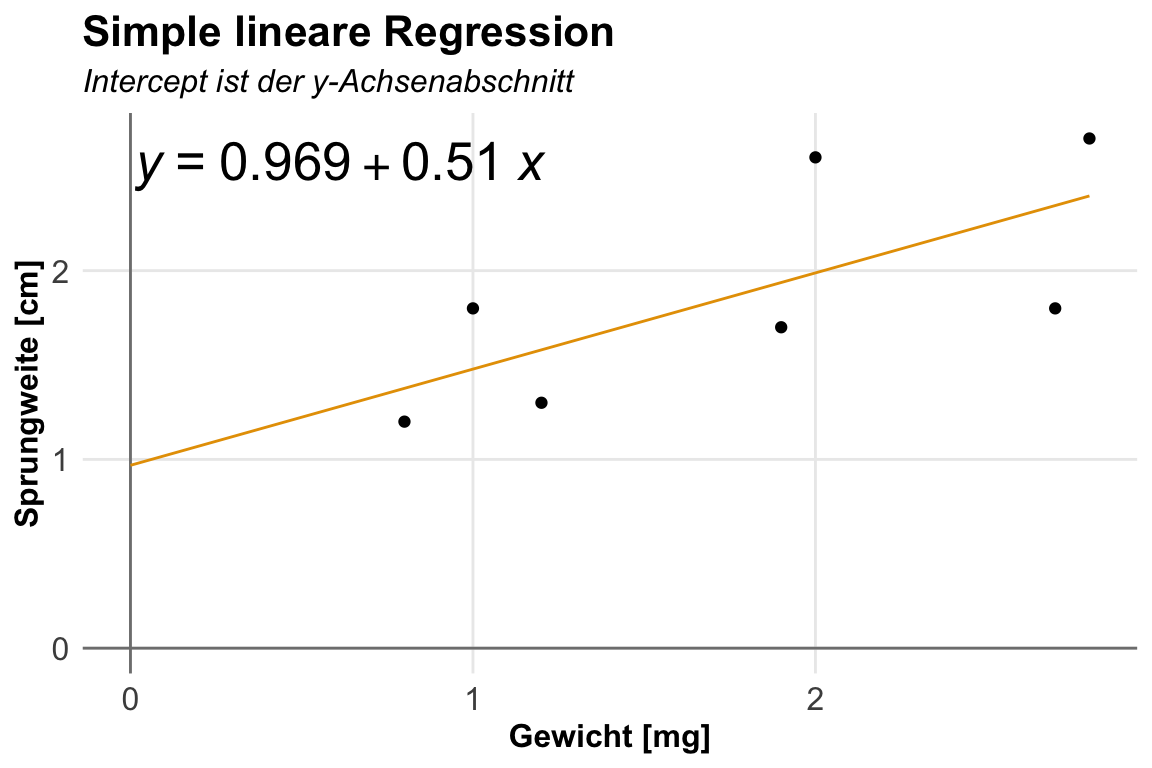 Simple lineare Regression
Intercept ist der y-Achsenabschnitt
y = 0.969 + 0.51 x
Sprungweite [cm]
2
1
0
0 1 2
Gewicht [mg]